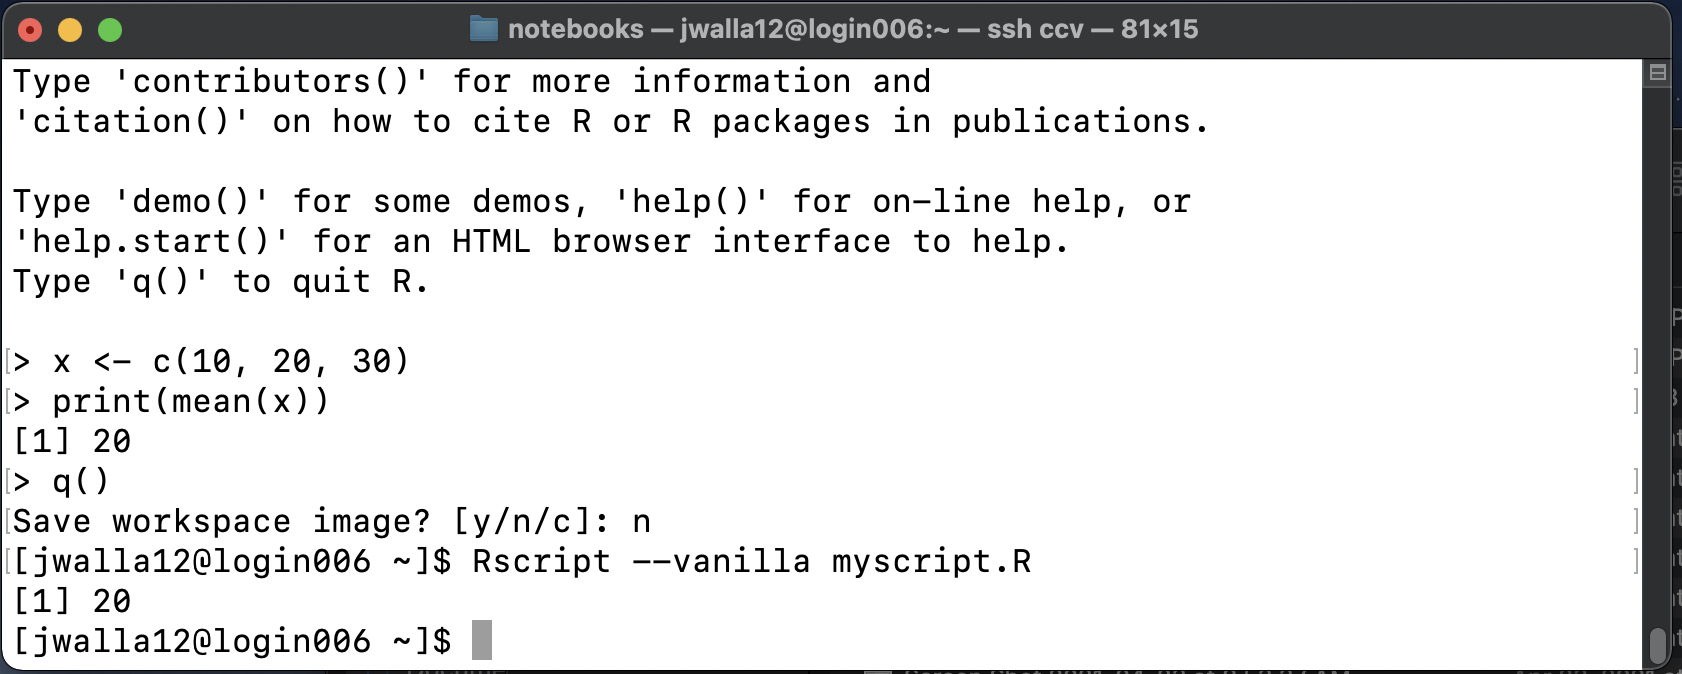 notebooks — jwalla12@login006:~ — ssh ccv — 81×15
Type 'contributors()' for more information and
'citation()' on how to cite R or R packages in publications.
Type 'demo()' for some demos, 'help()' for on-line help, or
'help.start()' for an HTML browser interface to help.
Type 'q()' to quit R.
> x <- c(10, 20, 30)
> print(mean(x))
[1] 20
> q()
Save workspace image? [y/n/c]: n
[jwalla12@login006 ~]$ Rscript --vanilla myscript.R
[1] 20
[jwalla12@login006 ~]$